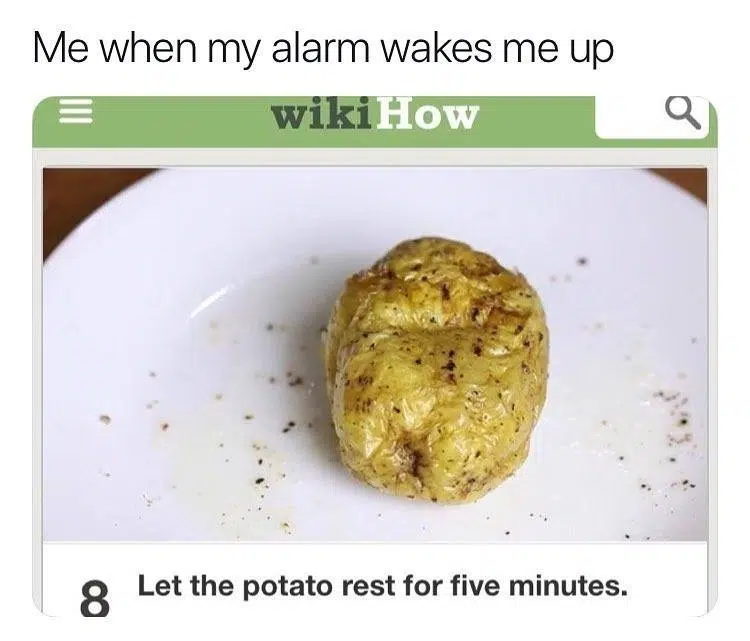 Me when my alarm wakes me up
wikiHow
8 Let the potato rest for five minutes.